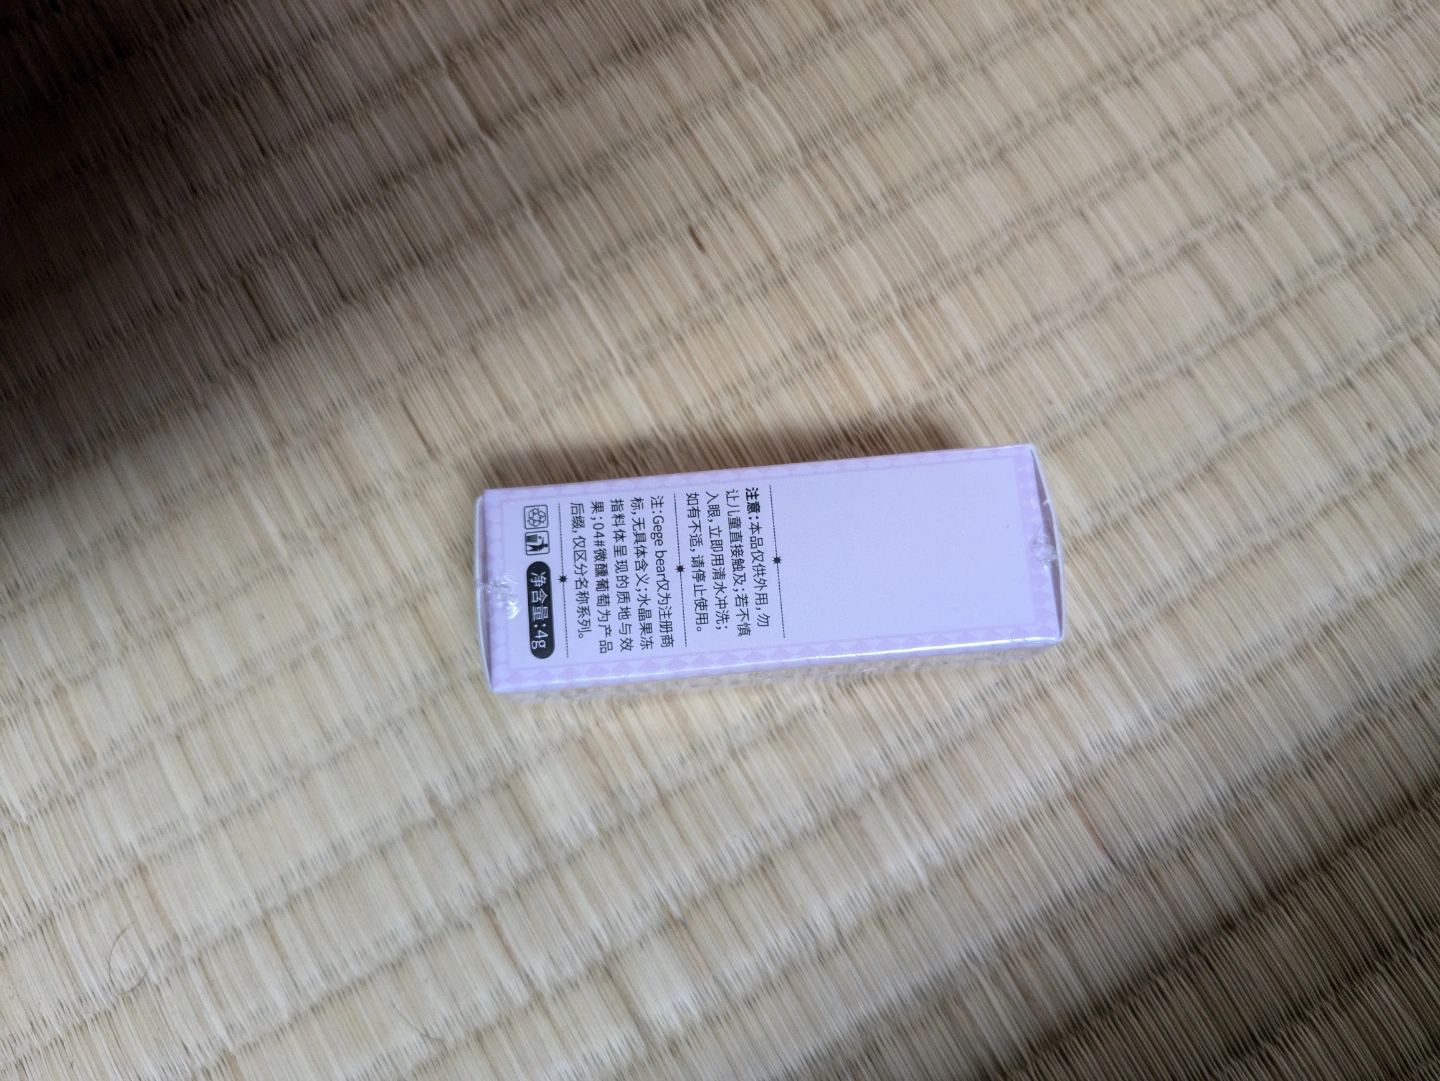 注意:本品仅供外用,勿
让儿童直接触及;若不慎
入眼,立即用清水冲洗;
如有不适,请停止使用。
注:Gege bear仅为注册商
标,无具体含义;水晶果冻
指料体呈现的质地与效
果;04#微醺葡萄为产品
后缀,仅区分名称系列。
净含量:4g